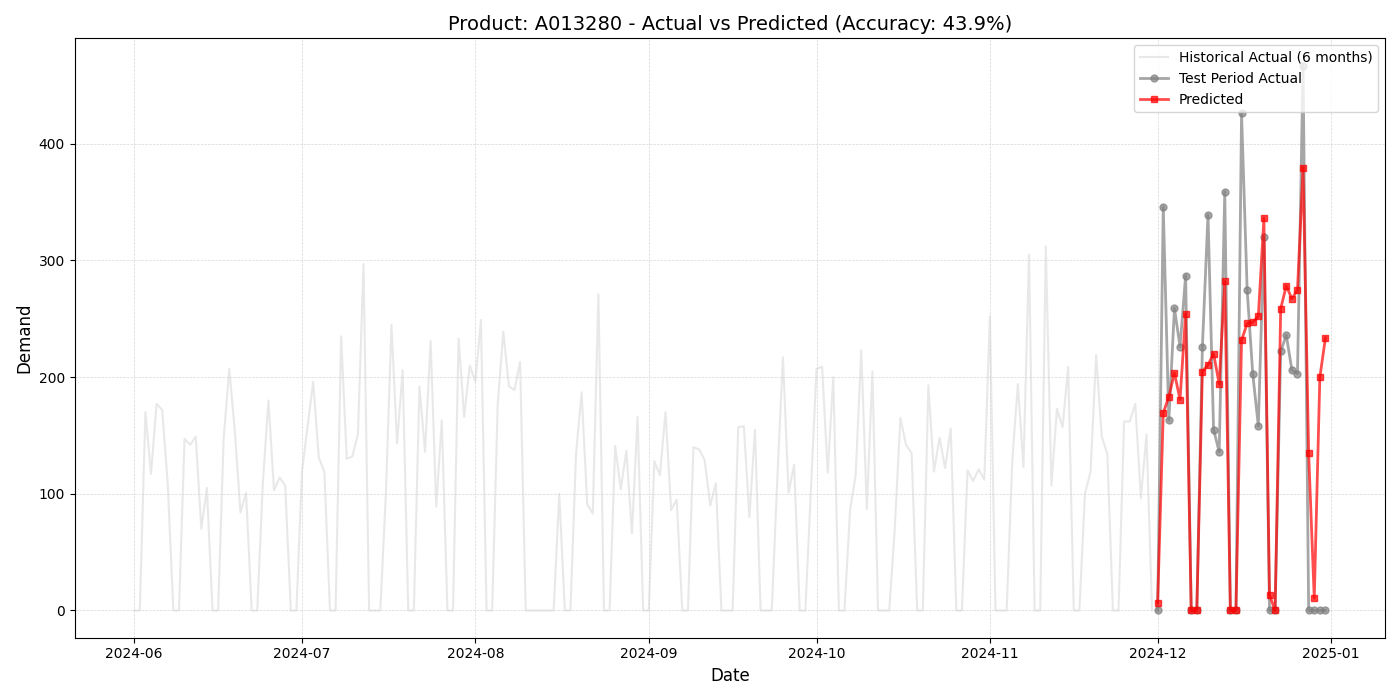 Product: A013280 - Actual vs Predicted (Accuracy: 43.9%)
Historical Actual (6 months)
Test Period Actual
Predicted
Demand
400
300
200
100
0
2024-06 2024-07 2024-08 2024-09 2024-10 2024-11 2024-12 2025-01
Date